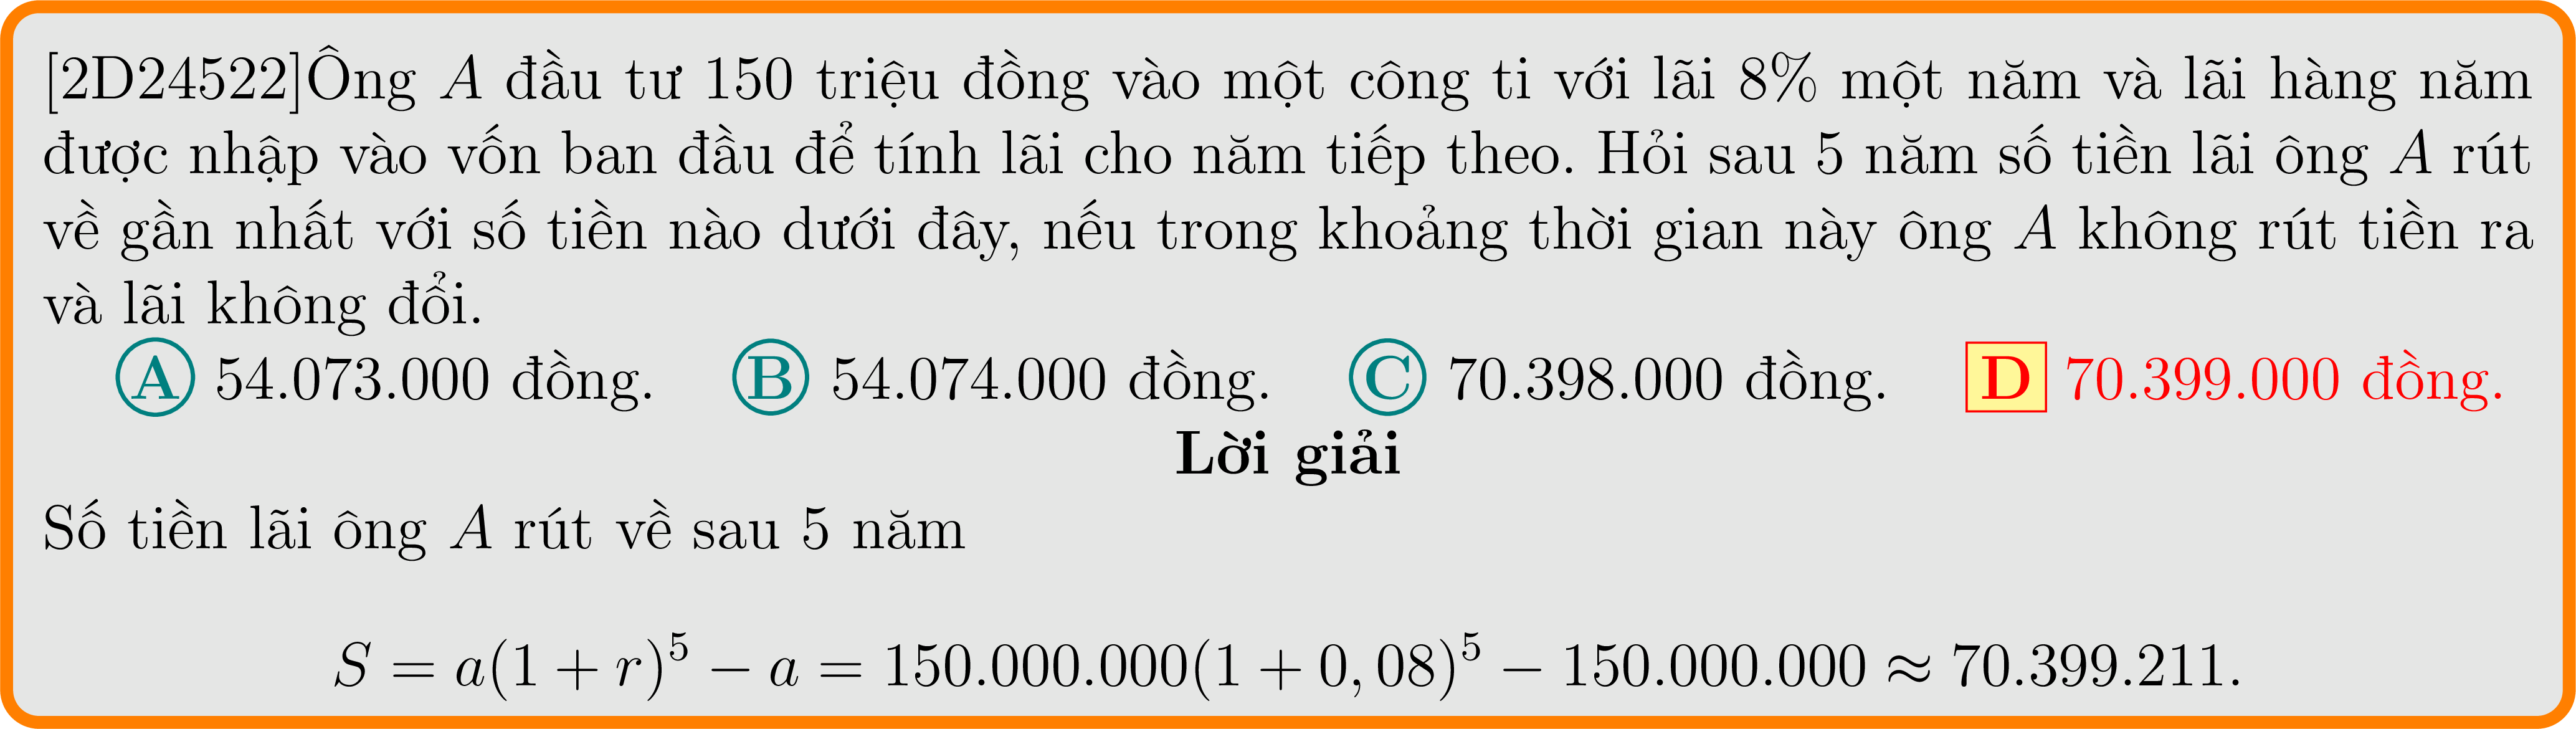 [2D24522]Ông A đầu tư 150 triệu đồng vào một công ti với lãi 8% một năm và lãi hàng năm
được nhập vào vốn ban đầu để tính lãi cho năm tiếp theo. Hỏi sau 5 năm số tiền lãi ông A rút
về gần nhất với số tiền nào dưới đây, nếu trong khoảng thời gian này ông A không rút tiền ra
và lãi không đổi.
A 54.073.000 đồng. B 54.074.000 đồng. C 70.398.000 đồng. D 70.399.000 đồng.
Lời giải
Số tiền lãi ông A rút về sau 5 năm
S = a(1 + r)^5 − a = 150.000.000(1 + 0, 08)^5 − 150.000.000 ≈ 70.399.211.